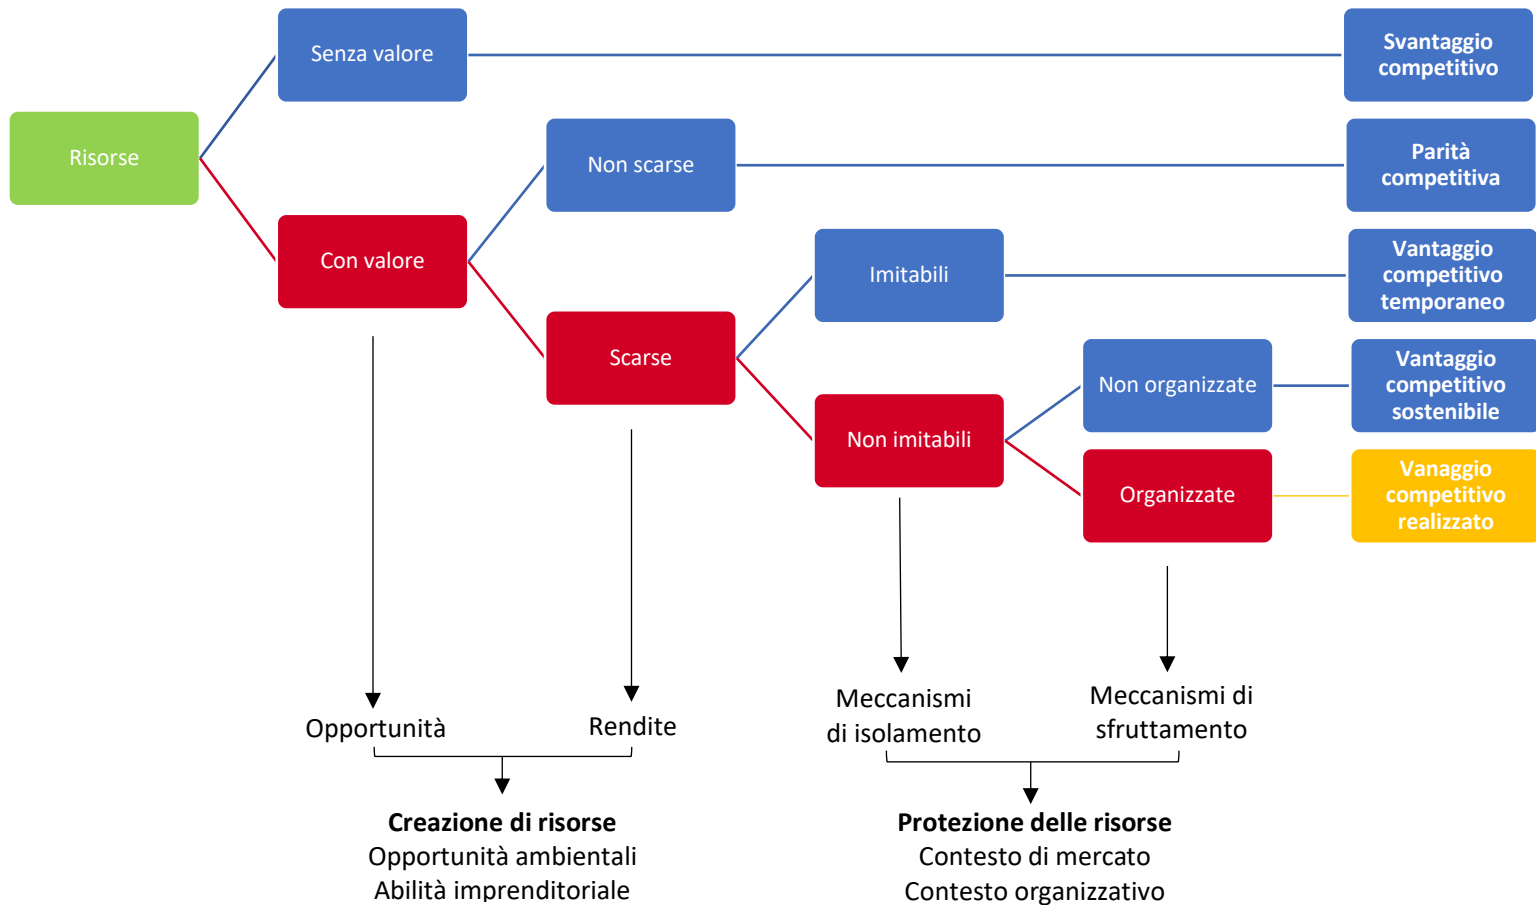 Senza valore
Svantaggio
competitivo
Risorse
Non scarse
Parità
competitiva
Con valore
Imitabili
Vantaggio
competitivo
temporaneo
Scarse
Non organizzate
Vantaggio
competitivo
sostenibile
Non imitabili
Organizzate
Vanaggio
competitivo
realizzato
Opportunità
Rendite
Meccanismi
di isolamento
Meccanismi di
sfruttamento
Creazione di risorse
Opportunità ambientali
Abilità imprenditoriale
Protezione delle risorse
Contesto di mercato
Contesto organizzativo